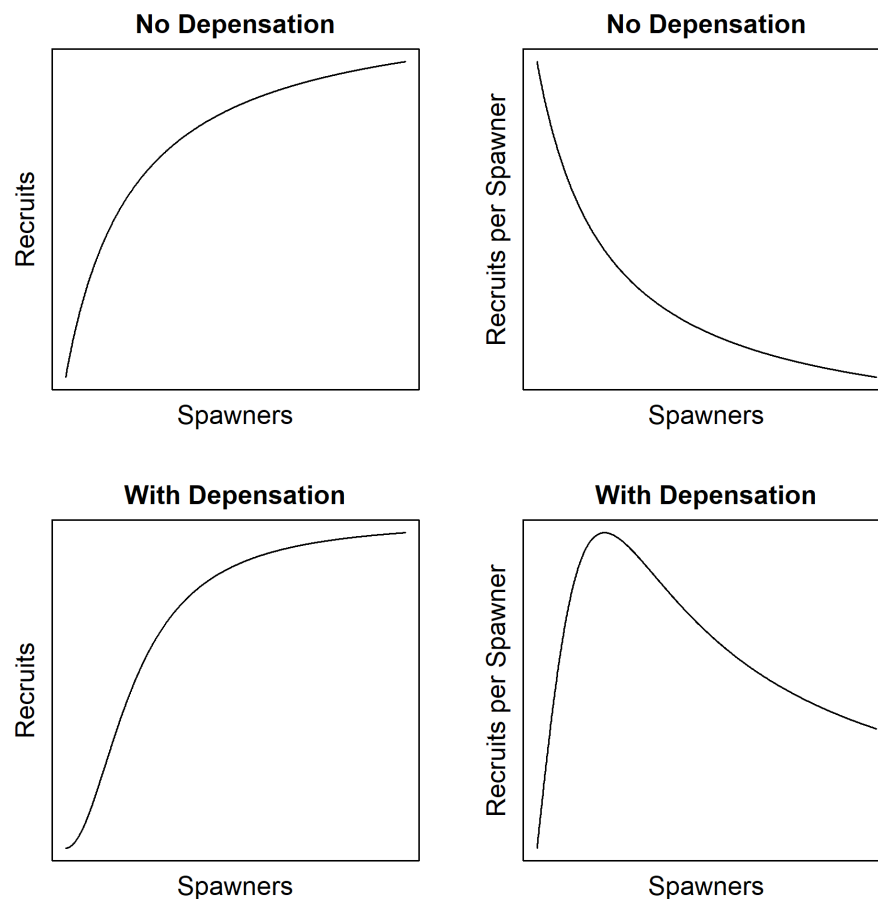 No Depensation
Recruits
Spawners
No Depensation
Recruits per Spawner
Spawners
With Depensation
Recruits
Spawners
With Depensation
Recruits per Spawner
Spawners